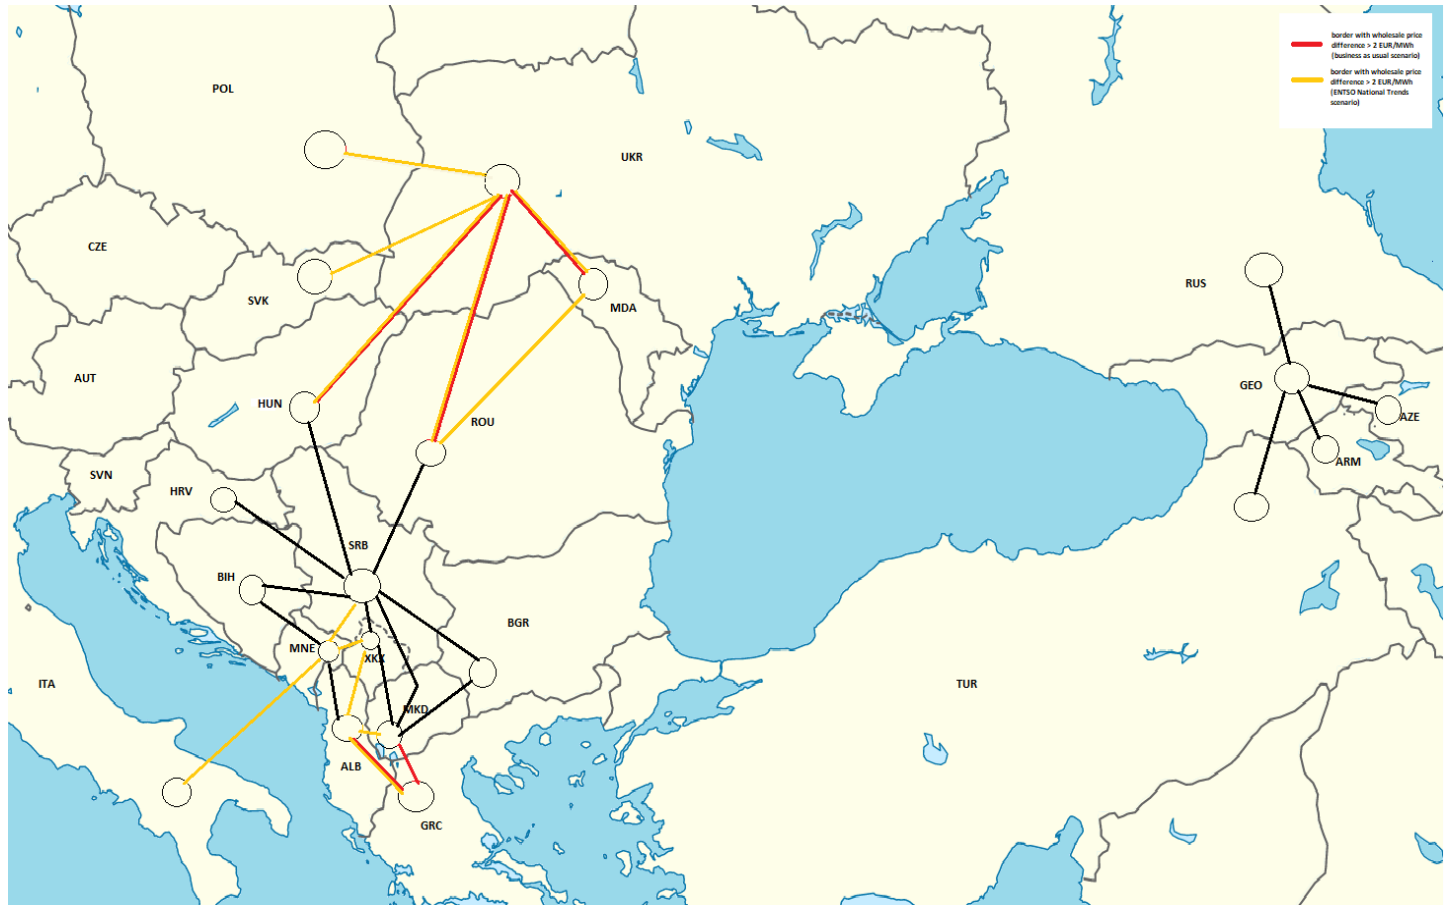 border with wholesale price
difference > 2 EUR/MWh
(business as usual scenario)
border with wholesale price
difference > 2 EUR/MWh
(ENTSO National Trends
scenario)
POL
UKR
CZE
SVK
MDA
RUS
AUT
HUN
ROU
GEO
AZE
ARM
SVN
HRV
SRB
BIH
BGR
MNE
XKX
ITA
MKD
TUR
ALB
GRC